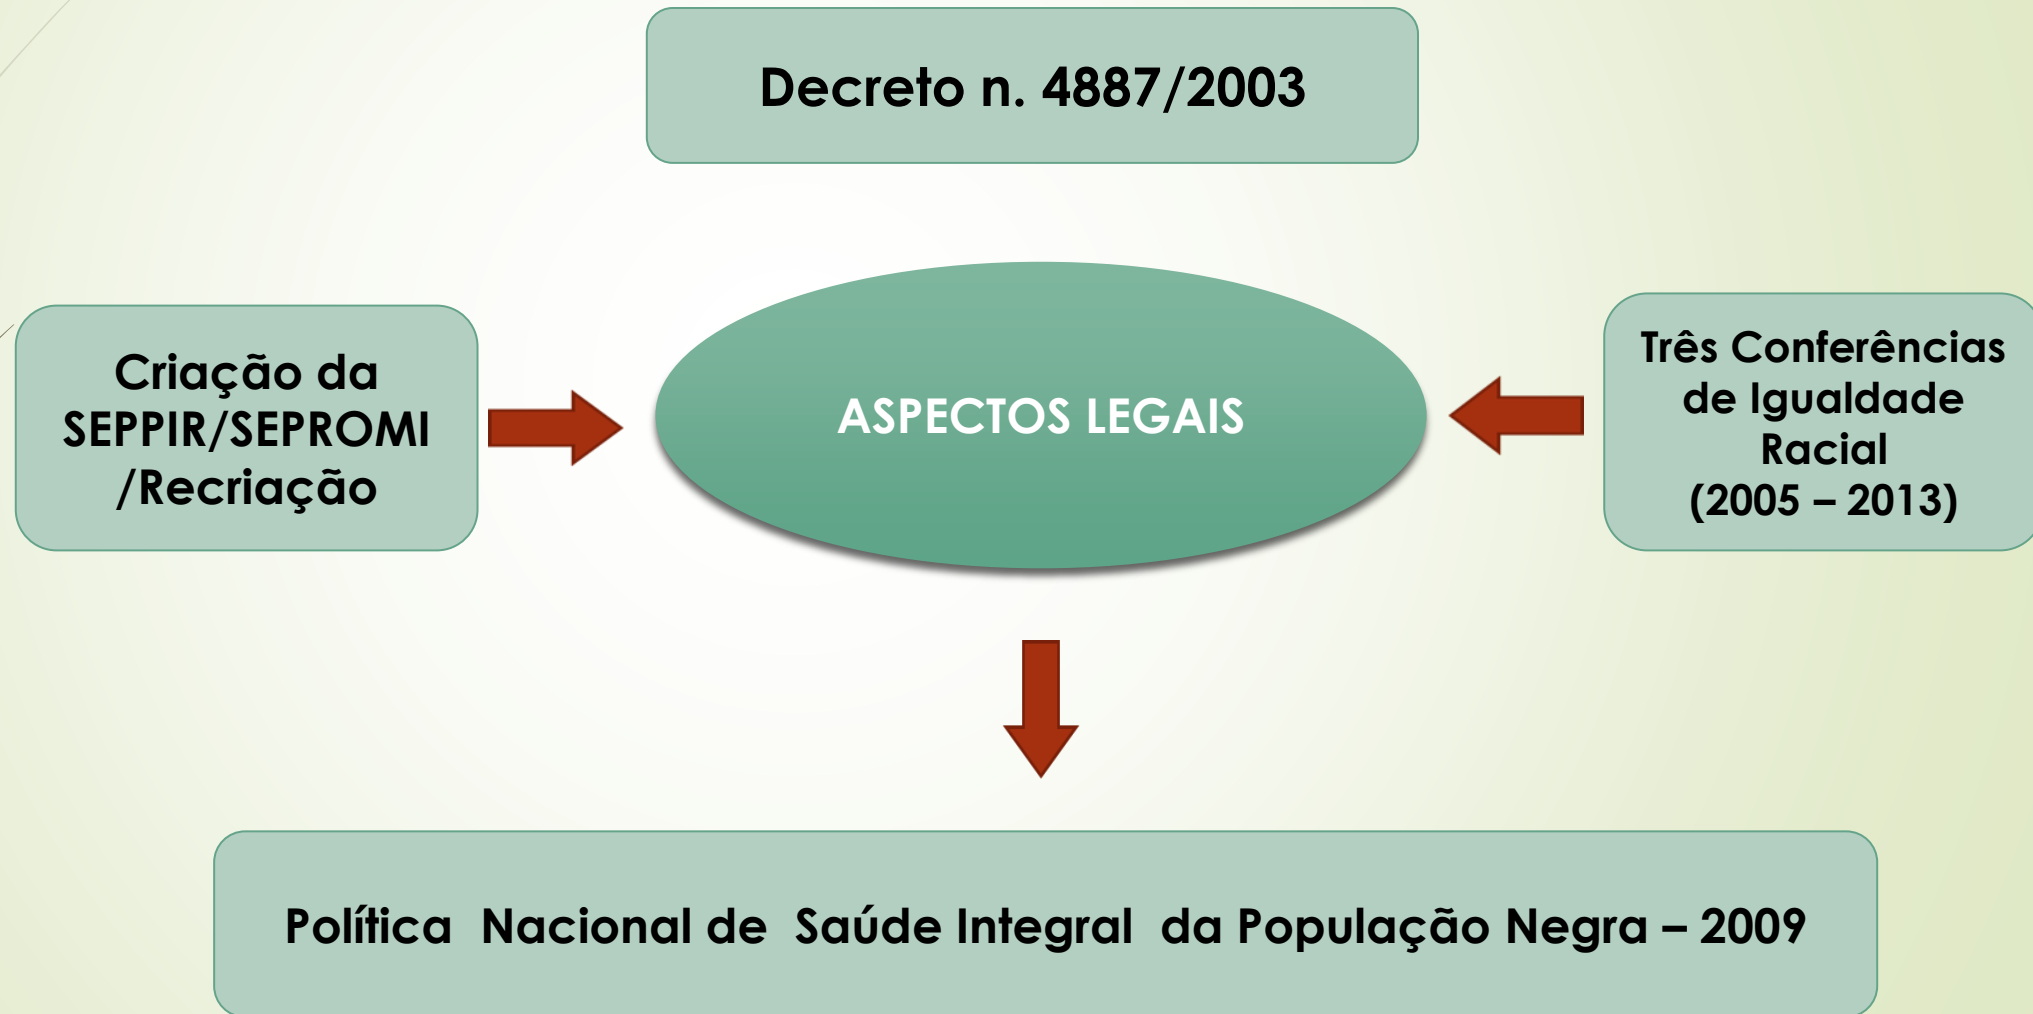 Decreto n. 4887/2003
Criação da
SEPPIR/SEPROMI
/Recriação
ASPECTOS LEGAIS
Três Conferências
de Igualdade
Racial
(2005 – 2013)
Política Nacional de Saúde Integral da População Negra – 2009